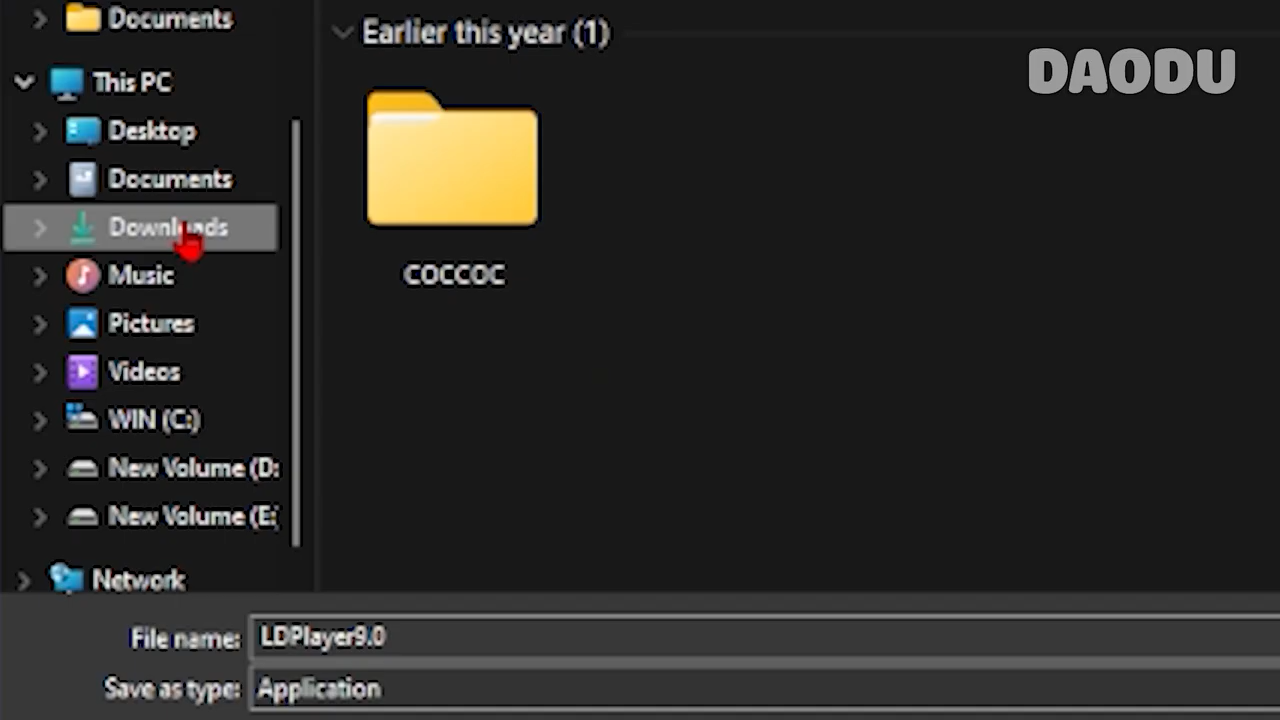 Documents
This PC
Desktop
Documents
Downloads
Music
Pictures
Videos
WIN (C:)
New Volume (D:
New Volume (E:
Network
Earlier this year (1)
DAODU
COCCOC
File name: LDPlayer9.0
Save as type: Application